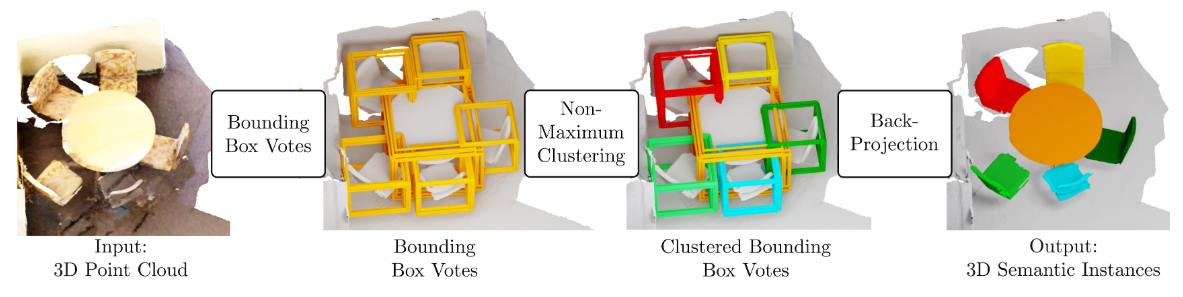 Bounding
Box Votes
Non-
Maximum
Clustering
Back-
Projection
Input:
3D Point Cloud
Bounding
Box Votes
Clustered Bounding
Box Votes
Output:
3D Semantic Instances